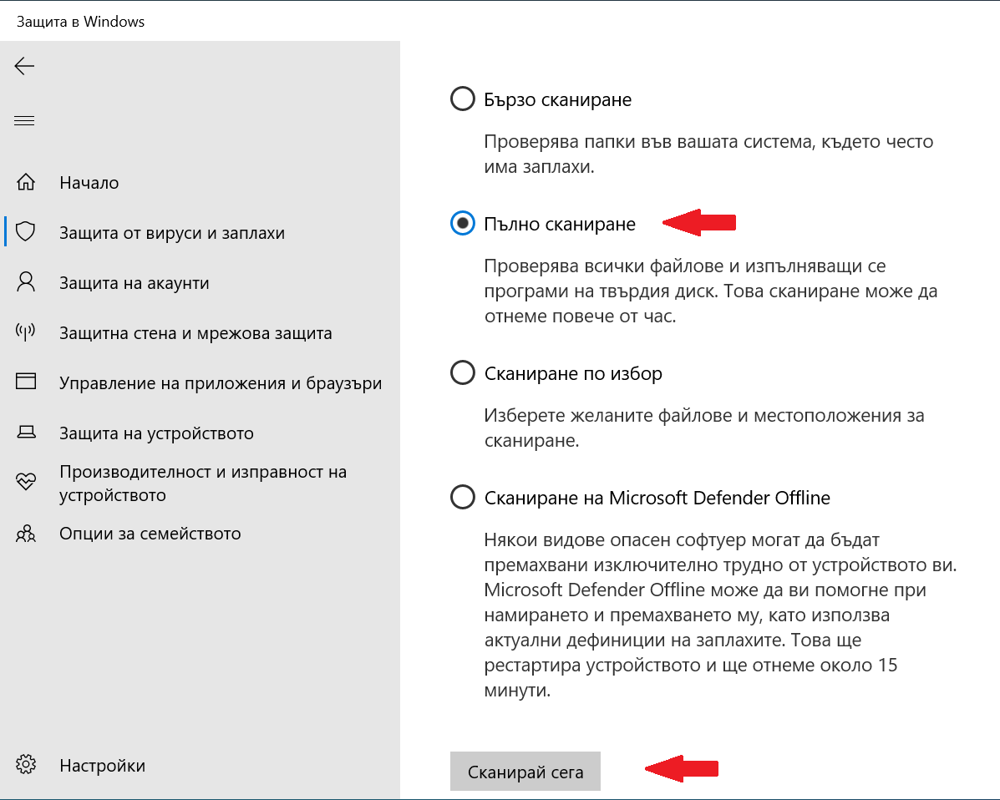 Защита в Windows
Начало
Защита от вируси и заплахи
Защита на акаунти
Защитна стена и мрежова защита
Управление на приложения и браузъри
Защита на устройството
Производителност и изправност на
устройството
Опции за семейството
Настройки
Бързо сканиране
Проверява папки във вашата система, където често
има заплахи.
Пълно сканиране
Проверява всички файлове и изпълняващи се
програми на твърдия диск. Това сканиране може да
отнеме повече от час.
Сканиране по избор
Изберете желаните файлове и местоположения за
сканиране.
Сканиране на Microsoft Defender Offline
Някои видове опасен софтуер могат да бъдат
премахвани изключително трудно от устройството ви.
Microsoft Defender Offline може да ви помогне при
намирането и премахването му, като използва
актуални дефиниции на заплахите. Това ще
рестартира устройството и ще отнеме около 15
минути.
Сканирай сега